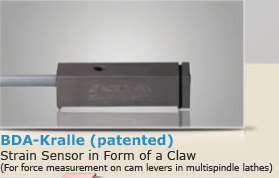 BDA-Kralle (patented)
Strain Sensor in Form of a Claw
(For force measurement on cam levers in multispindle lathes)